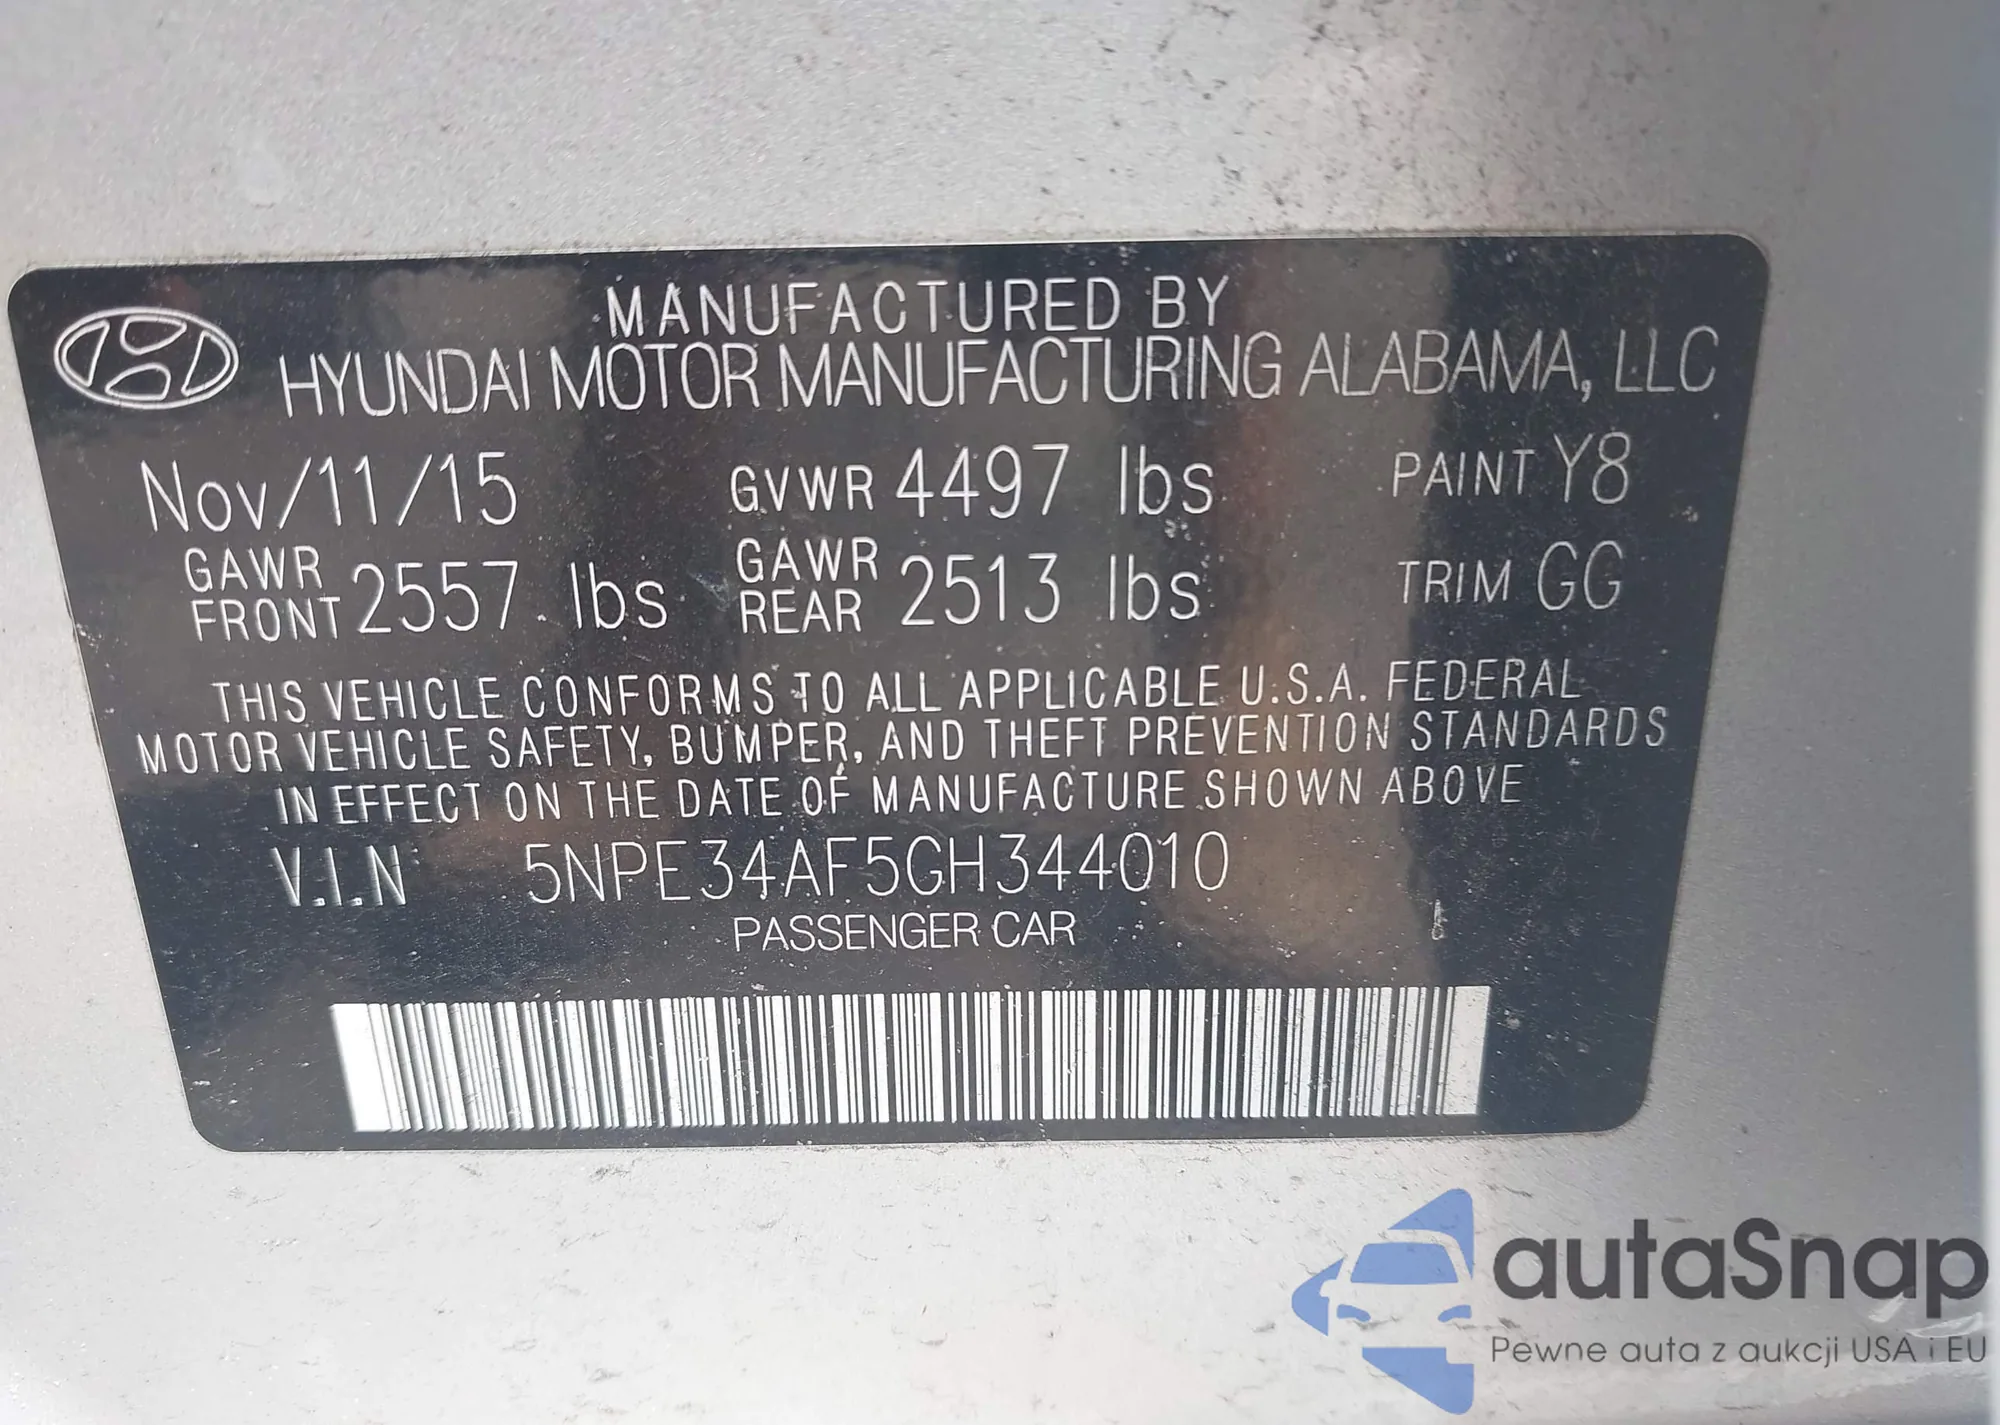 MANUFACTURED BY
HYUNDAI MOTOR MANUFACTURING ALABAMA, LLC
Nov/11/15 GVWR 4497 lbs PAINT Y8
GAWR FRONT 2557 lbs GAWR REAR 2513 lbs TRIM GG
THIS VEHICLE CONFORMS TO ALL APPLICABLE U.S.A. FEDERAL
MOTOR VEHICLE SAFETY, BUMPER, AND THEFT PREVENTION STANDARDS
IN EFFECT ON THE DATE OF MANUFACTURE SHOWN ABOVE
V.I.N 5NPE34AF5GH344010
PASSENGER CAR
autaSnap
Pewne auta z aukcji USA i EU